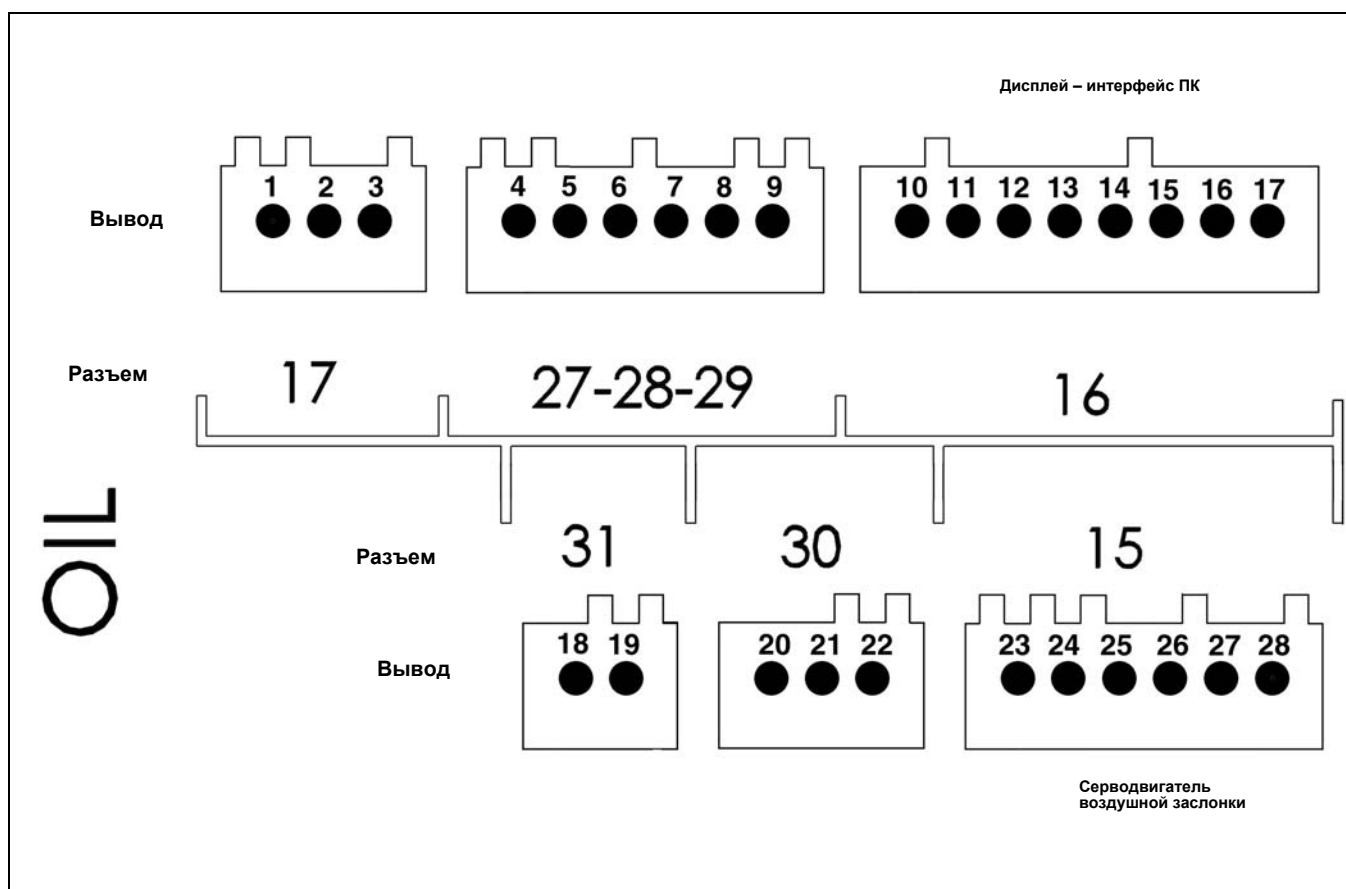 Дисплей – интерфейс ПК
1 2 3 4 5 6 7 8 9 10 11 12 13 14 15 16 17
Вывод
Разъем 17 27-28-29 16
OIL
Разъем 31 30 15
18 19 20 21 22 23 24 25 26 27 28
Вывод
Серводвигатель
воздушной заслонки